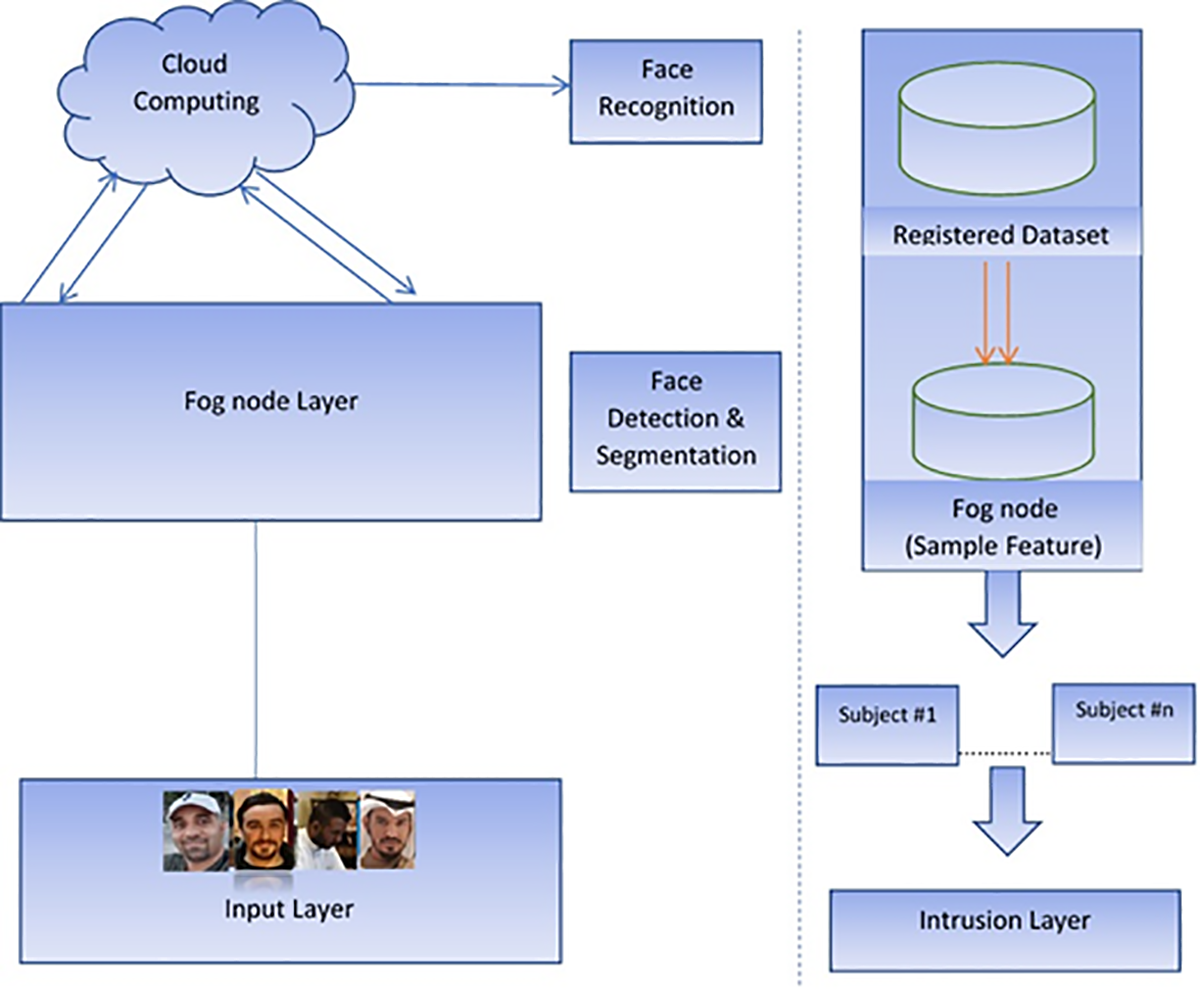 Cloud
Computing
Face
Recognition
Fog node Layer
Face
Detection &
Segmentation
Input Layer
Registered Dataset
Fog node
(Sample Feature)
Subject #1
Subject #n
Intrusion Layer